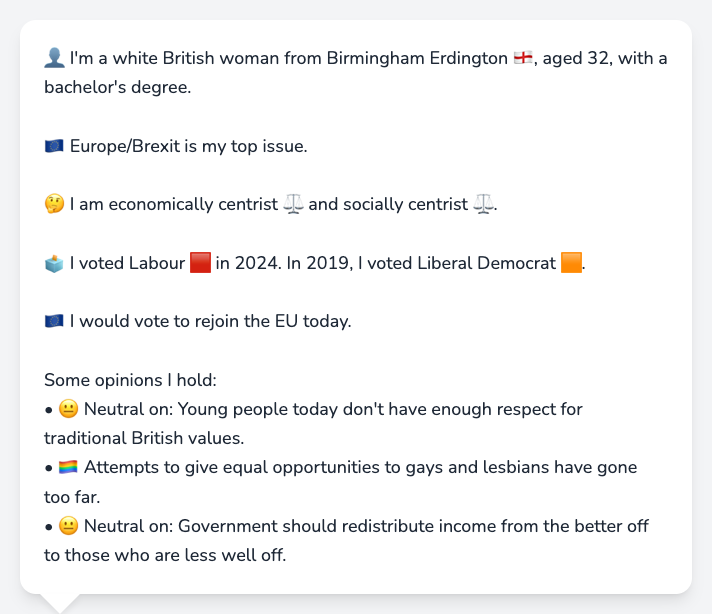 👤 I'm a white British woman from Birmingham Erdington 🏴󠁧󠁢󠁥󠁮󠁧󠁿, aged 32, with a
bachelor's degree.
🇪🇺 Europe/Brexit is my top issue.
🤔 I am economically centrist ⚖️ and socially centrist ⚖️.
🗳️ I voted Labour 🟥 in 2024. In 2019, I voted Liberal Democrat 🟧.
🇪🇺 I would vote to rejoin the EU today.
Some opinions I hold:
• 😐 Neutral on: Young people today don't have enough respect for
traditional British values.
• 🏳️‍🌈 Attempts to give equal opportunities to gays and lesbians have gone
too far.
• 😐 Neutral on: Government should redistribute income from the better off
to those who are less well off.